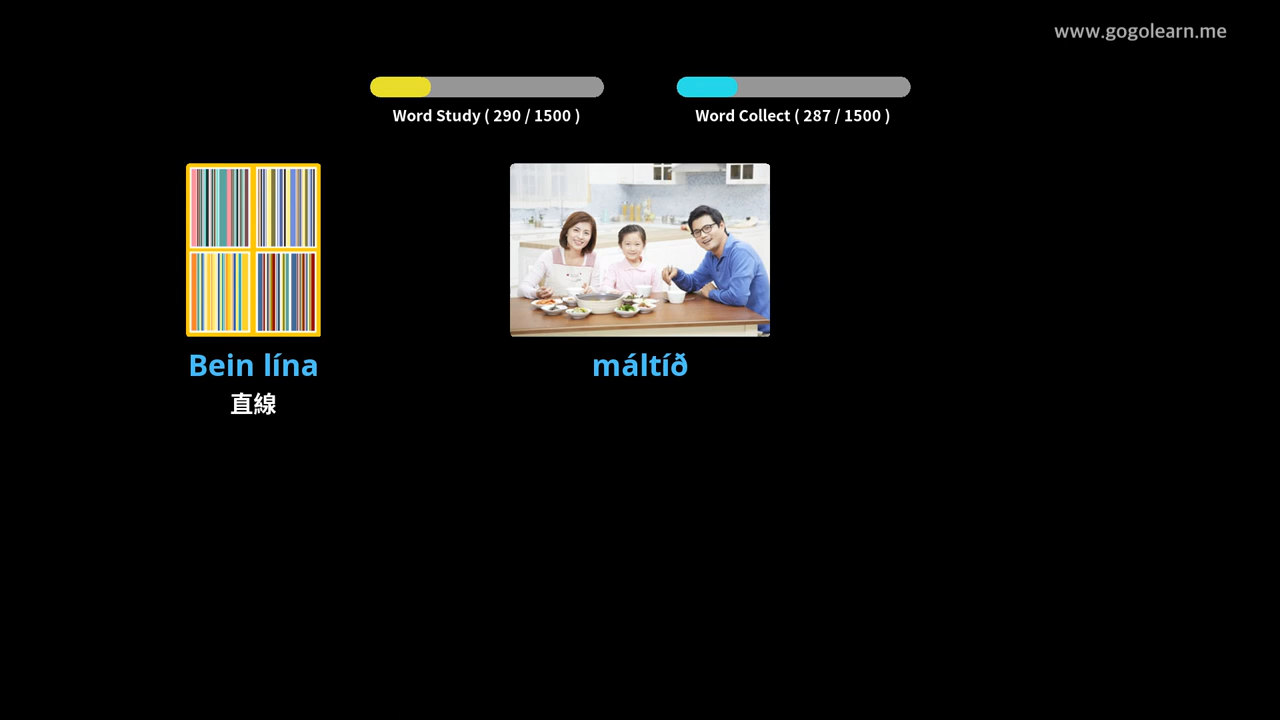 www.gogolearn.me
Word Study ( 290 / 1500 )
Word Collect ( 287 / 1500 )
Bein lína
直線
máltíð